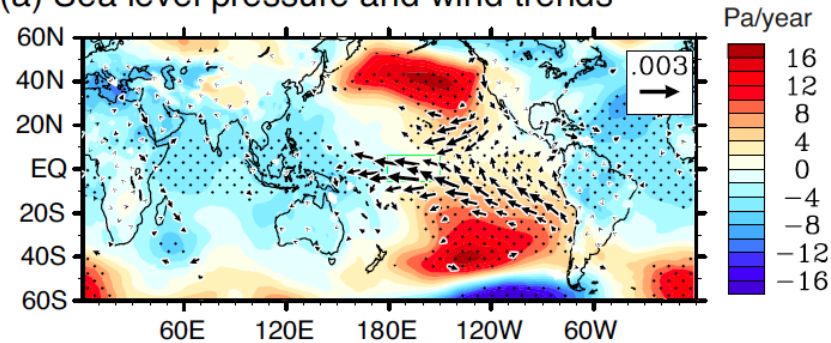 (a) Sea level pressure and wind trends
Pa/year
60N
40N
20N
EQ
20S
40S
60S
.003
16
12
8
4
0
−4
−8
−12
−16
60E 120E 180E 120W 60W